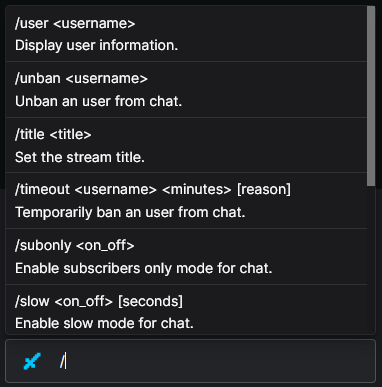 /user <username>
Display user information.
/unban <username>
Unban an user from chat.
/title <title>
Set the stream title.
/timeout <username> <minutes> [reason]
Temporarily ban an user from chat.
/subonly <on_off>
Enable subscribers only mode for chat.
/slow <on_off> [seconds]
Enable slow mode for chat.
/